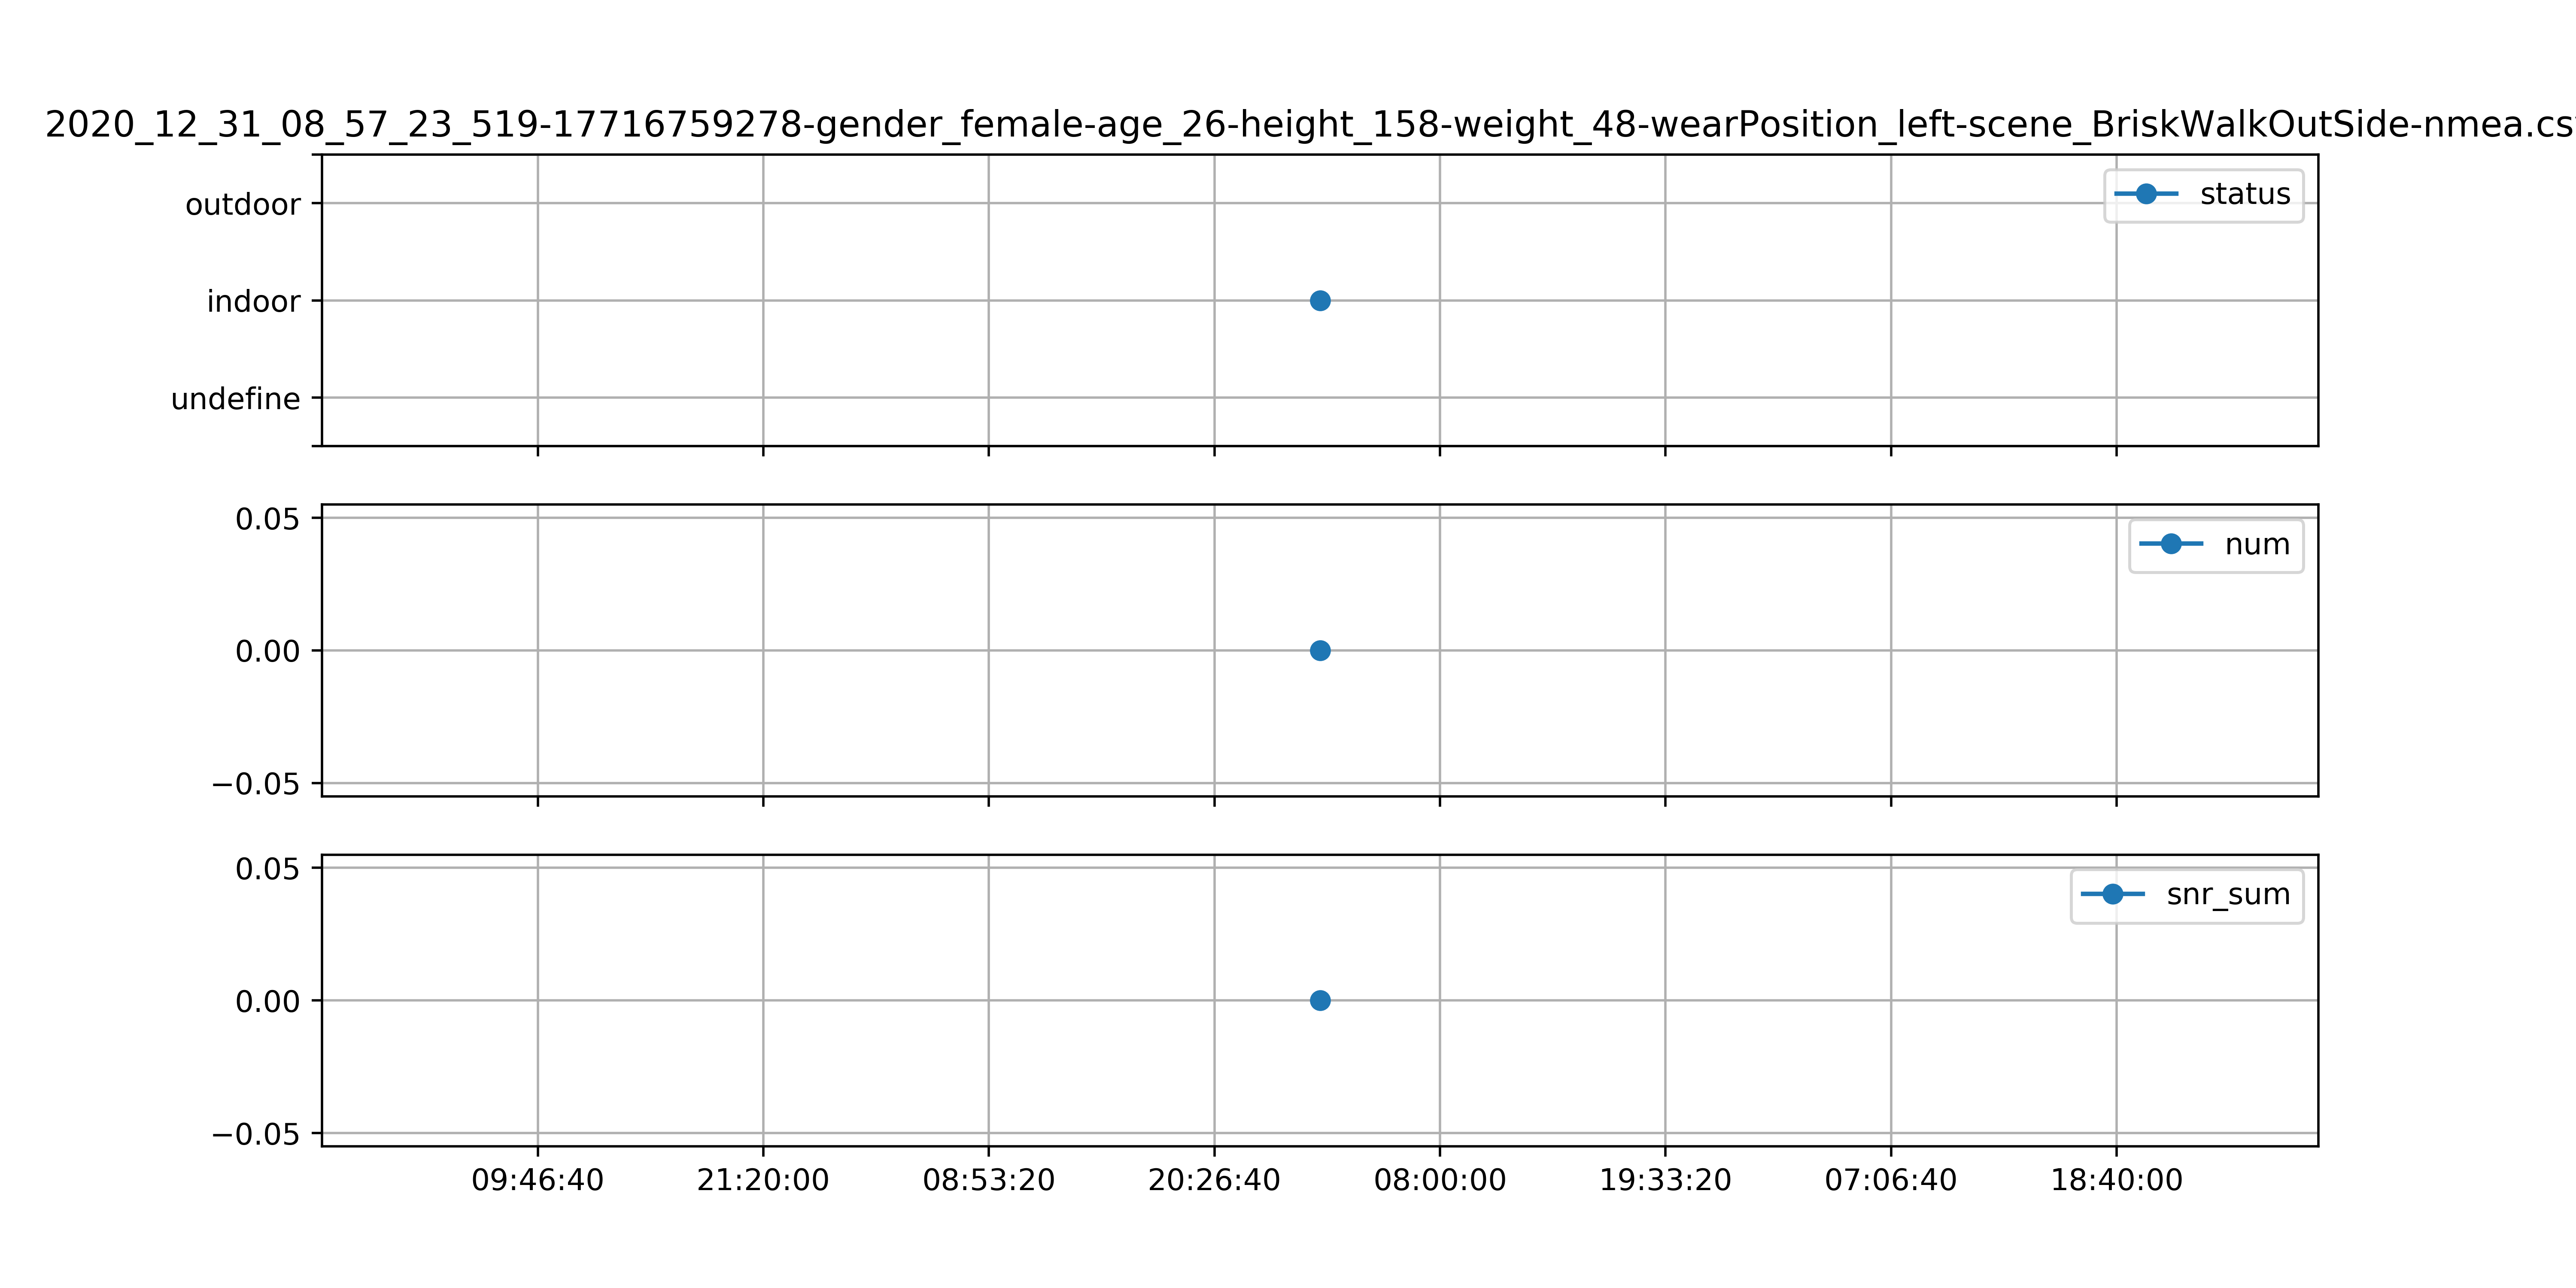 2020_12_31_08_57_23_519-17716759278-gender_female-age_26-height_158-weight_48-wearPosition_left-scene_BriskWalkOutSide-nmea.cs
outdoor
indoor
undefine
status
0.05
0.00
−0.05
num
0.05
0.00
−0.05
snr_sum
09:46:40 21:20:00 08:53:20 20:26:40 08:00:00 19:33:20 07:06:40 18:40:00